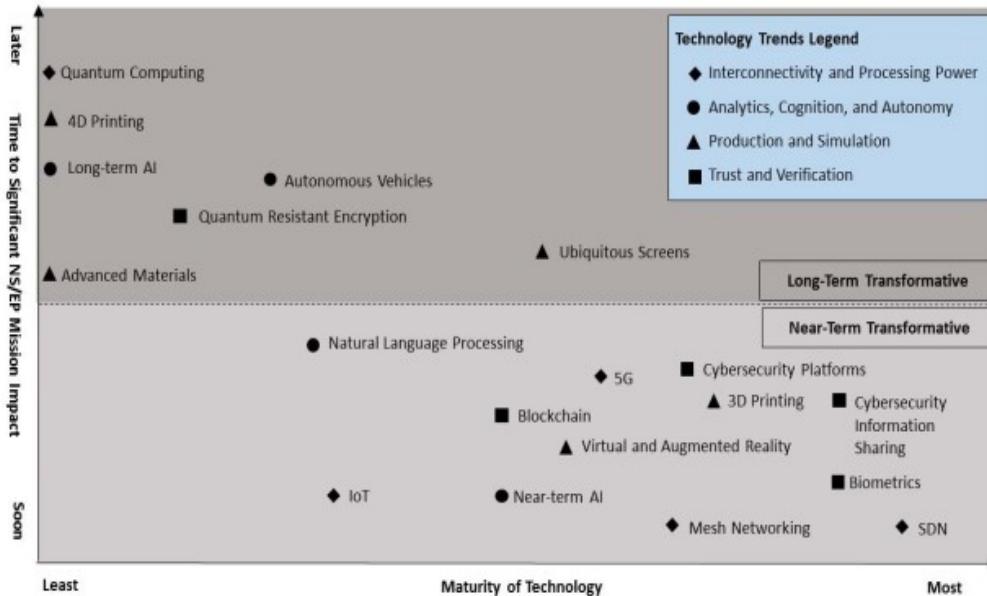 Later
Time to Significant NS/EP Mission Impact
Soon
Technology Trends Legend
Interconnectivity and Processing Power
Analytics, Cognition, and Autonomy
Production and Simulation
Trust and Verification
Quantum Computing
4D Printing
Long-term AI
Autonomous Vehicles
Quantum Resistant Encryption
Ubiquitous Screens
Advanced Materials
Long-Term Transformative
Near-Term Transformative
Natural Language Processing
5G
Cybersecurity Platforms
3D Printing
Cybersecurity
Information
Sharing
Blockchain
Virtual and Augmented Reality
Biometrics
IoT
Near-term AI
Mesh Networking
SDN
Least
Maturity of Technology
Most